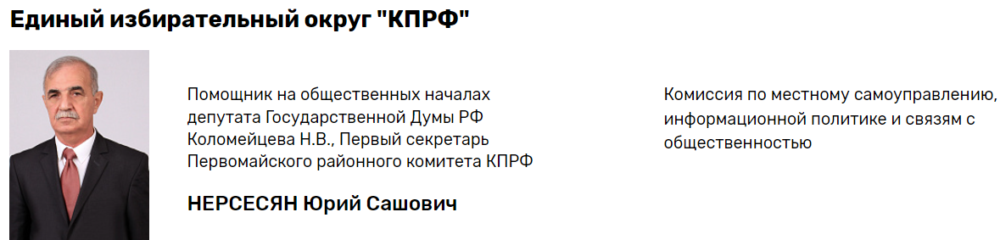 Единый избирательный округ "КПРФ"
Помощник на общественных началах
депутата Государственной Думы РФ
Коломейцева Н.В., Первый секретарь
Первомайского районного комитета КПРФ
НЕРСЕСЯН Юрий Сашович
Комиссия по местному самоуправлению,
информационной политике и связям с
общественностью